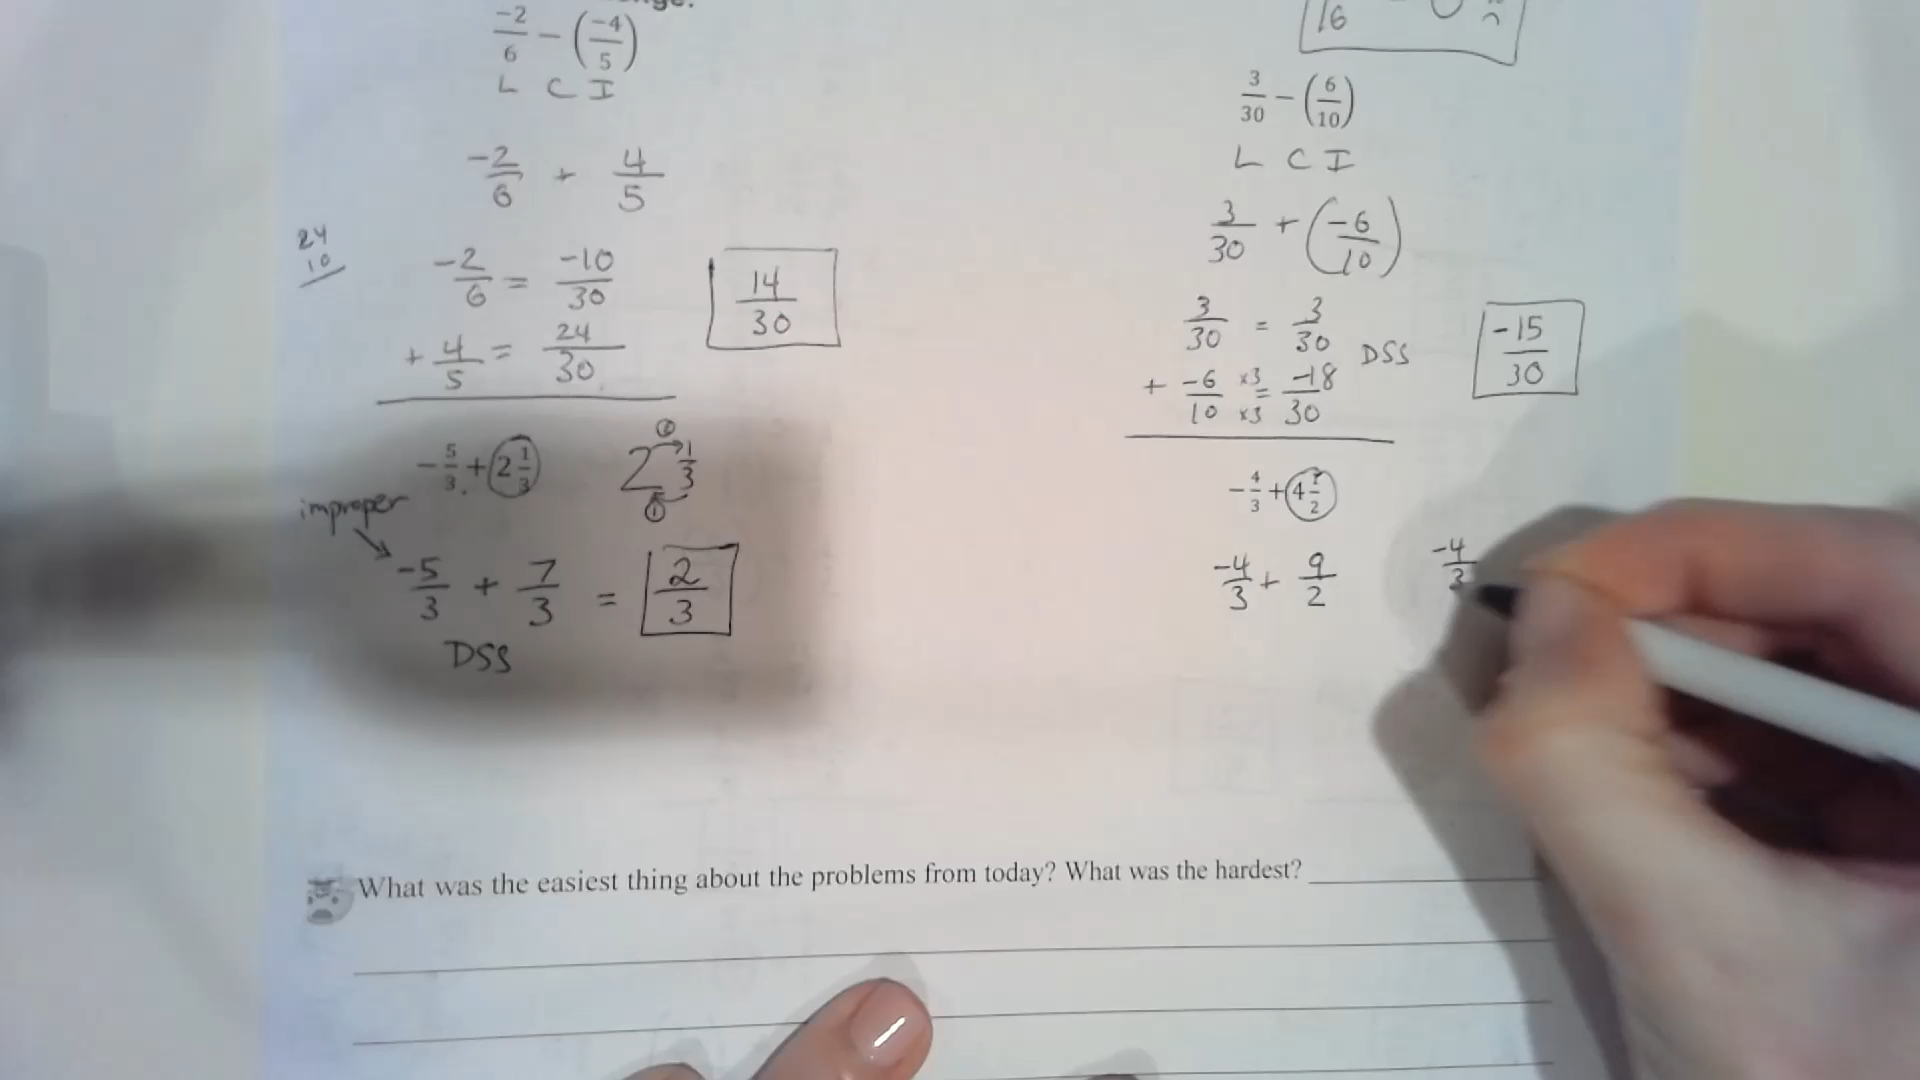 -2/6 - (-4/5)
L C I
-2/6 + 4/5
24
10
-2/6 = -10/30
+ 4/5 = 24/30
14/30
-5/3 + 2 1/3
2 1/3
②
①
improper
-5/3 + 7/3 = 2/3
DSS
16
3/30 - (6/10)
L C I
3/30 + (-6/10)
3/30 = 3/30
DSS
+ -6/10 ×3/×3 = -18/30
-15/30
-4/3 + 4
-4/3 + 9/2
-4/3
What was the easiest thing about the problems from today? What was the hardest?